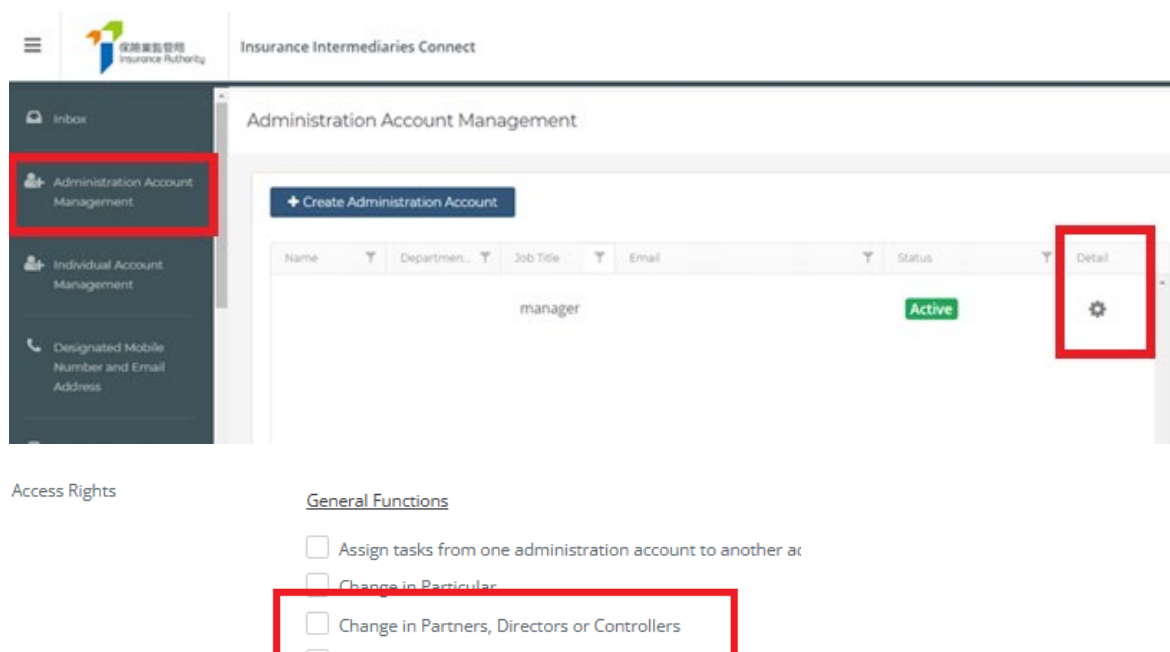 保險業監管局
Insurance Authority
Insurance Intermediaries Connect
Inbox
Administration Account Management
Administration Account
Management
+ Create Administration Account
Name Departmen... Job Title Email Status Detail
manager Active
Individual Account
Management
Designated Mobile
Number and Email
Address
Access Rights
General Functions
Assign tasks from one administration account to another
Change in Particular
Change in Partners, Directors or Controllers